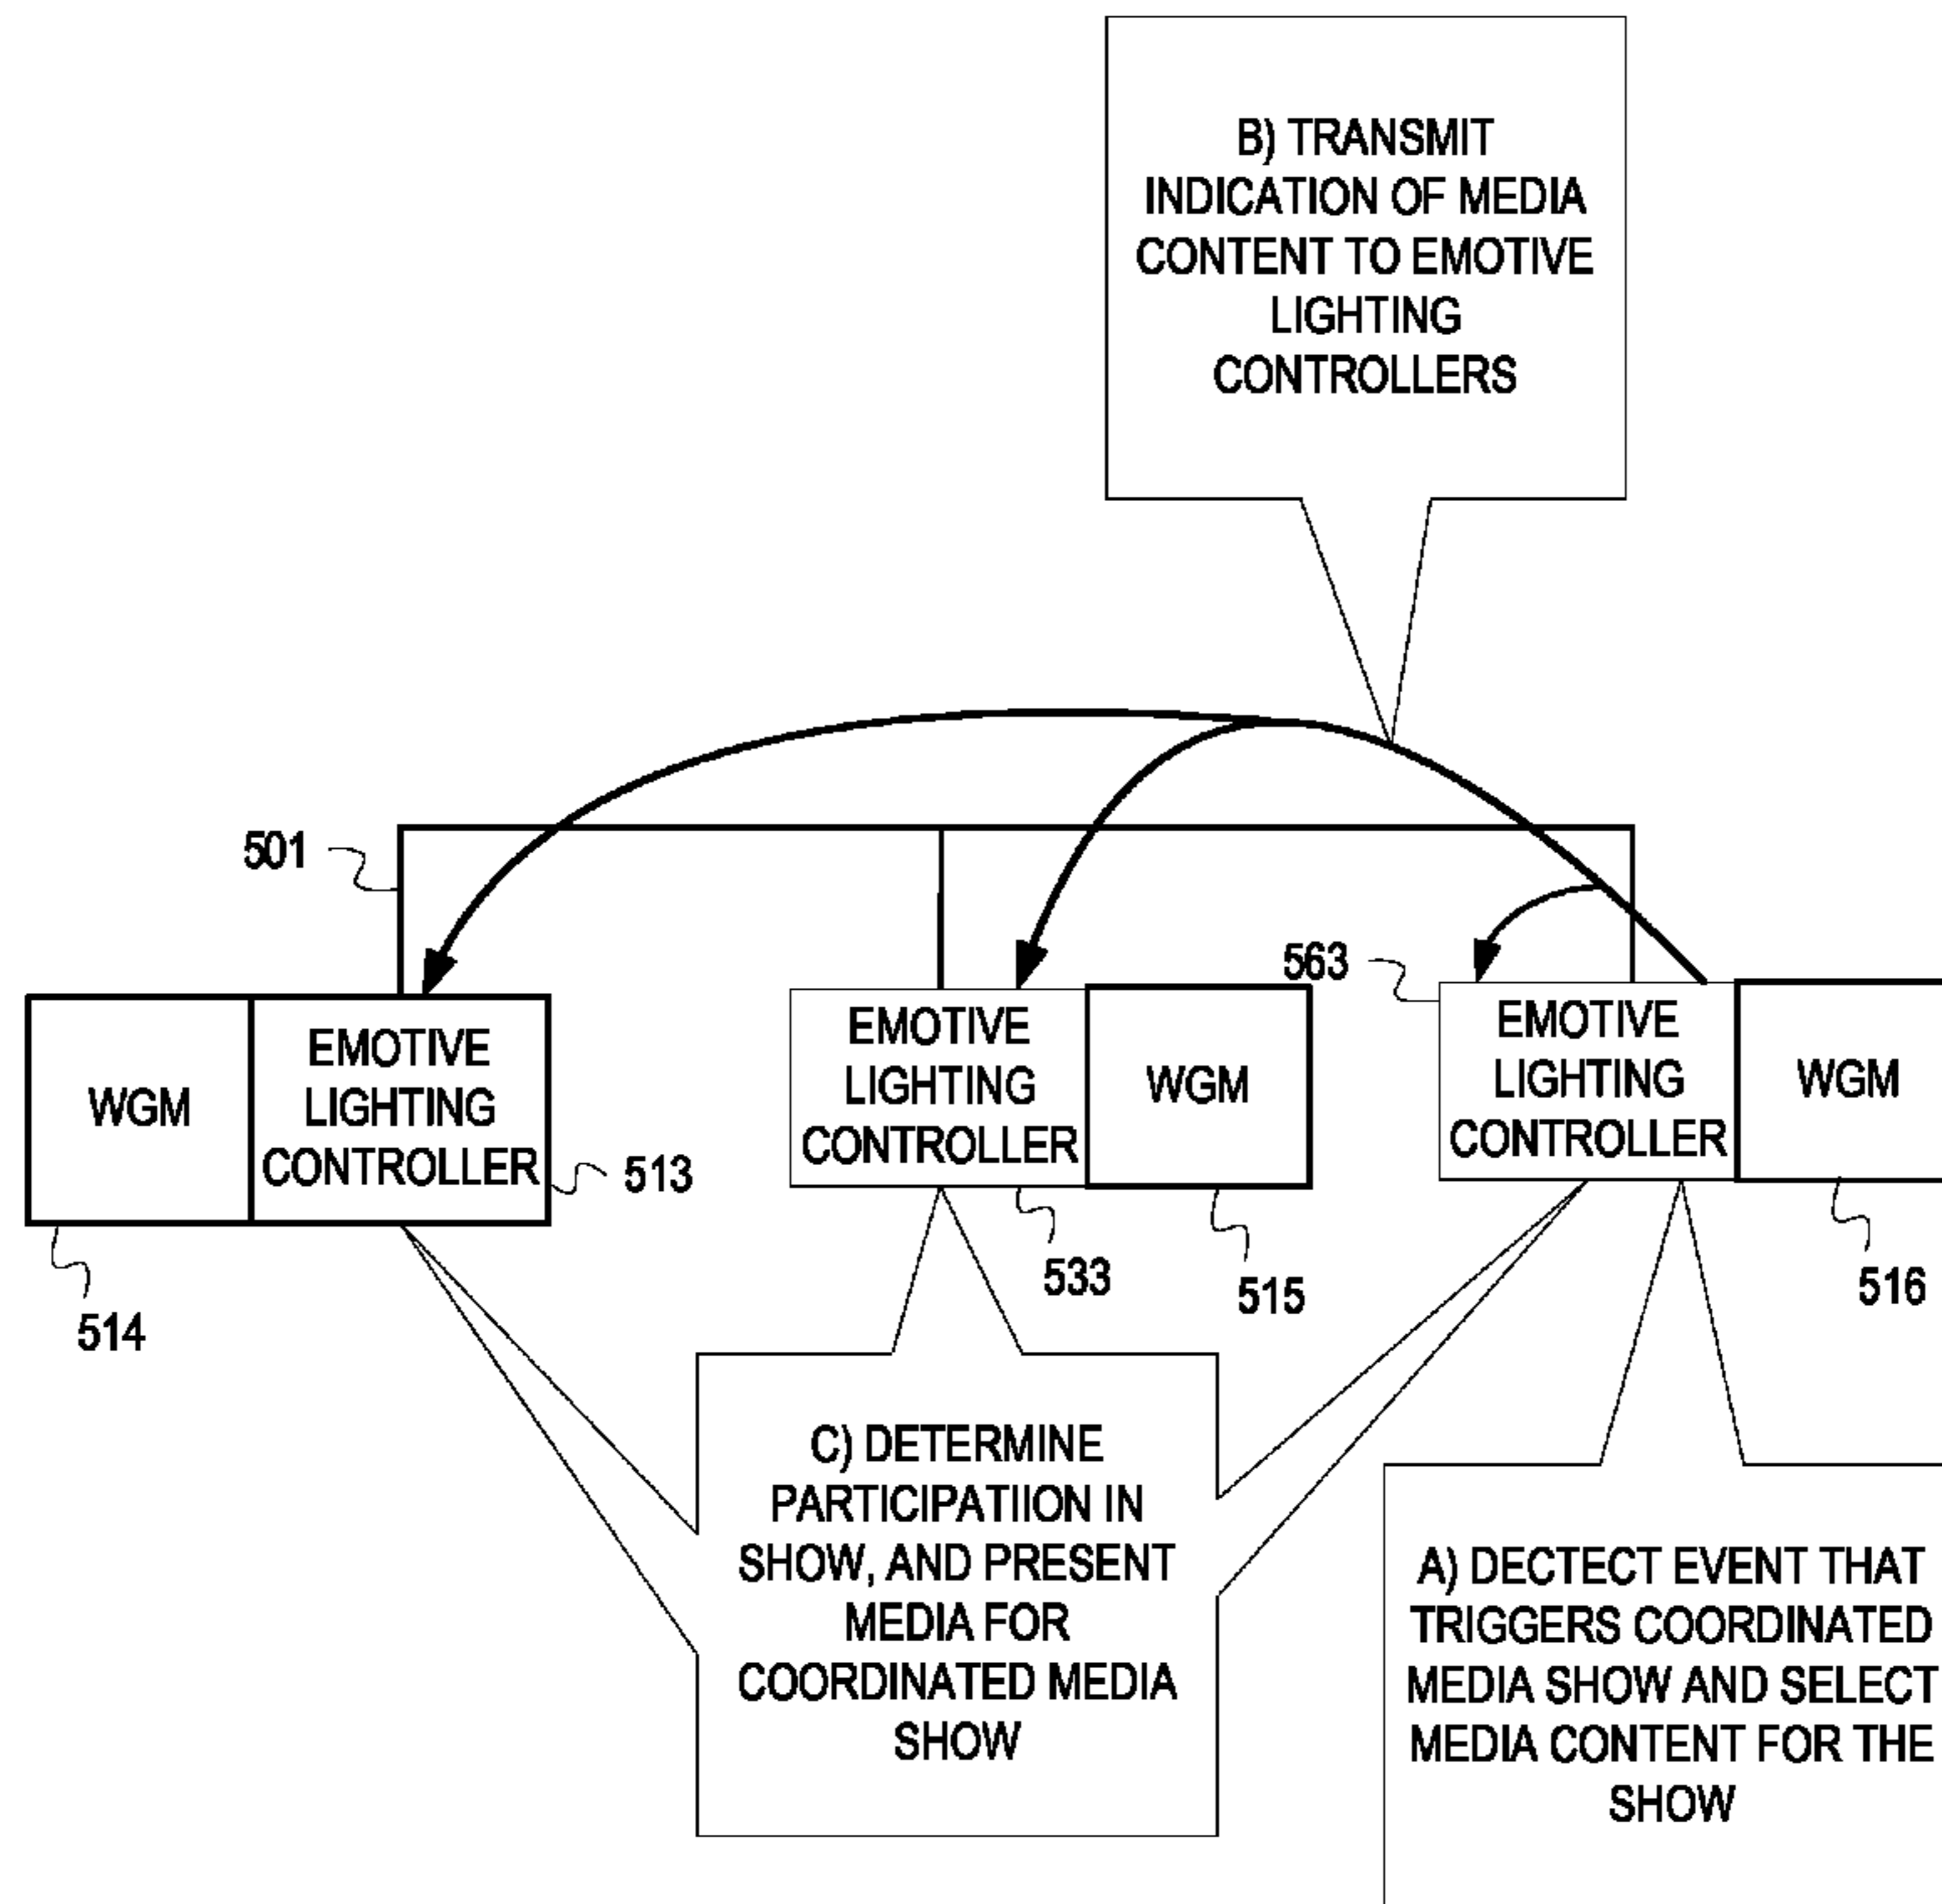 B) TRANSMIT
INDICATION OF MEDIA
CONTENT TO EMOTIVE
LIGHTING
CONTROLLERS
501
563
WGM
EMOTIVE
LIGHTING
CONTROLLER
513
514
EMOTIVE
LIGHTING
CONTROLLER
WGM
533
515
EMOTIVE
LIGHTING
CONTROLLER
WGM
516
C) DETERMINE
PARTICIPATIION IN
SHOW, AND PRESENT
MEDIA FOR
COORDINATED MEDIA
SHOW
A) DECTECT EVENT THAT
TRIGGERS COORDINATED
MEDIA SHOW AND SELECT
MEDIA CONTENT FOR THE
SHOW